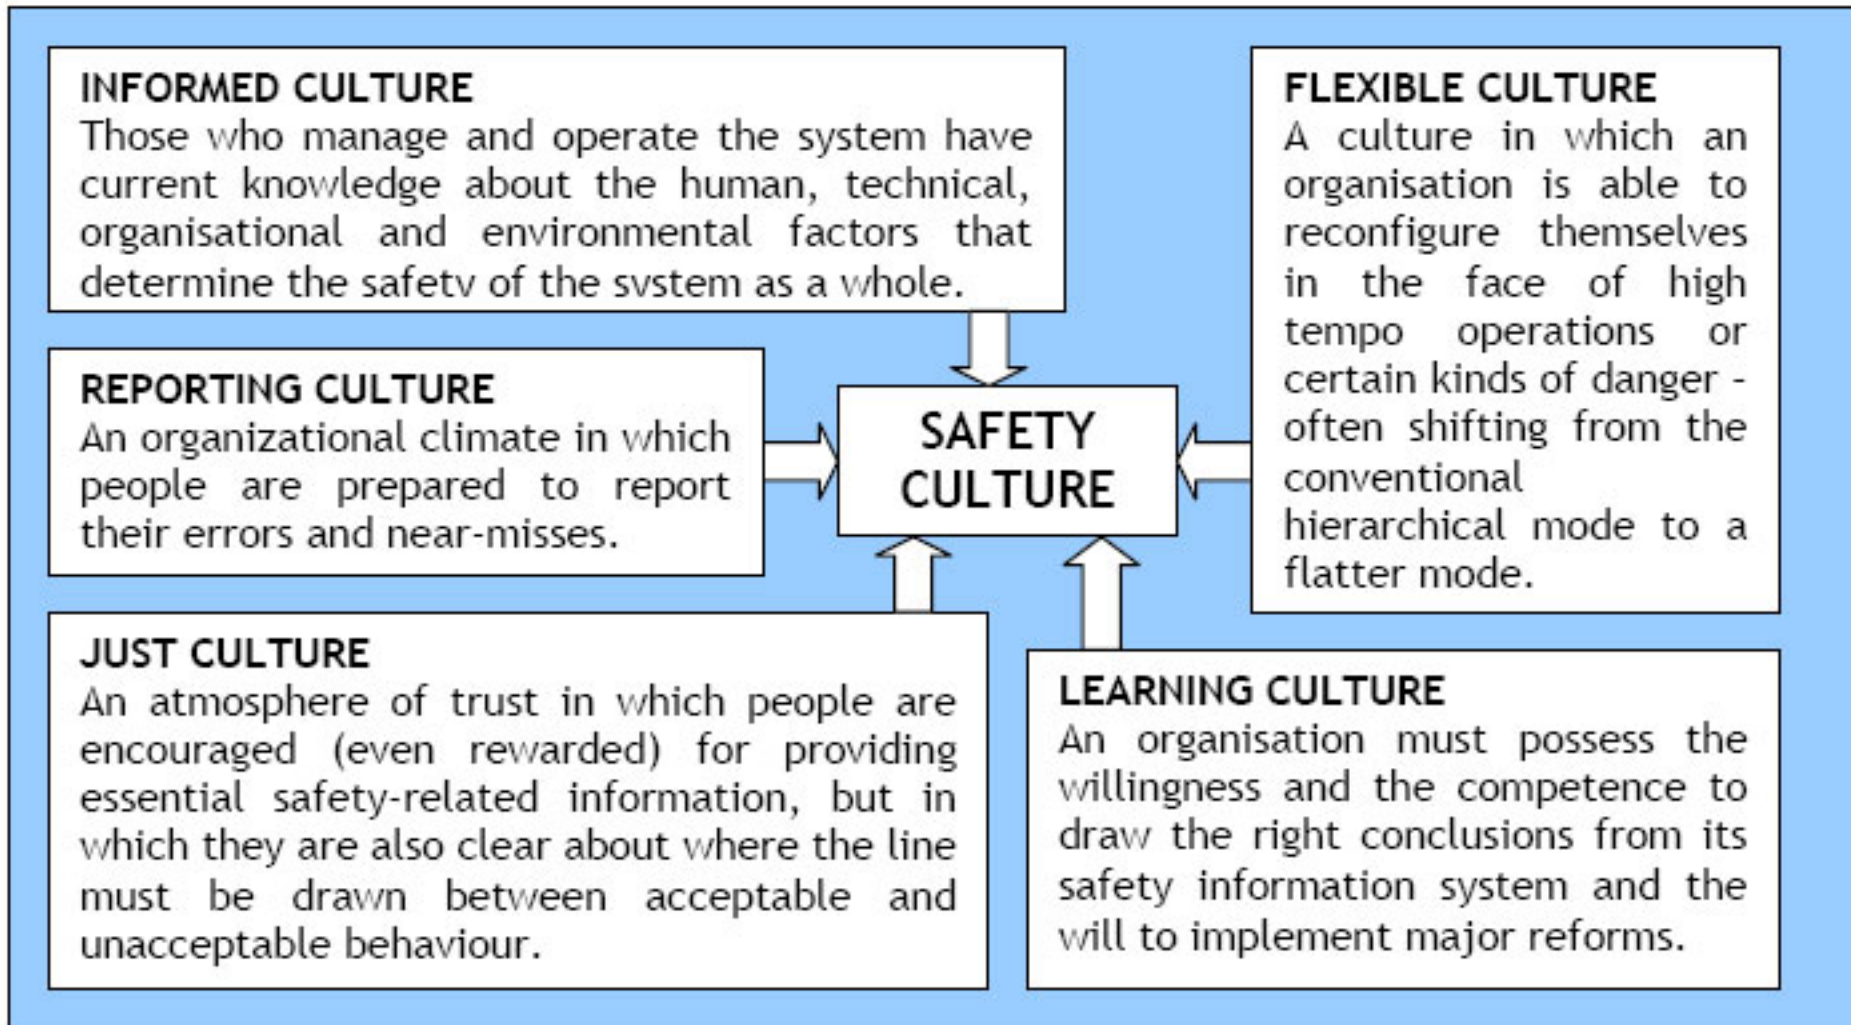 INFORMED CULTURE
Those who manage and operate the system have
current knowledge about the human, technical,
organisational and environmental factors that
determine the safety of the system as a whole.
REPORTING CULTURE
An organizational climate in which
people are prepared to report
their errors and near-misses.
JUST CULTURE
An atmosphere of trust in which people are
encouraged (even rewarded) for providing
essential safety-related information, but in
which they are also clear about where the line
must be drawn between acceptable and
unacceptable behaviour.
SAFETY
CULTURE
FLEXIBLE CULTURE
A culture in which an
organisation is able to
reconfigure themselves
in the face of high
tempo operations or
certain kinds of danger -
often shifting from the
conventional
hierarchical mode to a
flatter mode.
LEARNING CULTURE
An organisation must possess the
willingness and the competence to
draw the right conclusions from its
safety information system and the
will to implement major reforms.